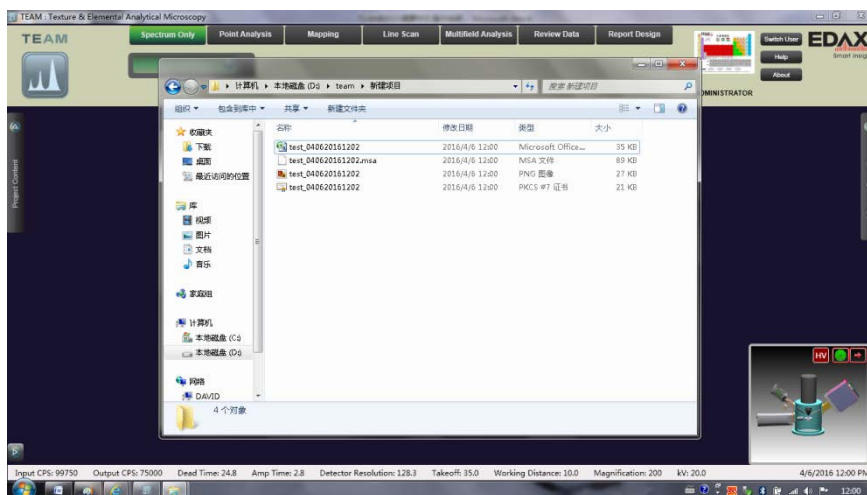 TEAM : Texture & Elemental Analytical Microscopy
TEAM
Spectrum Only
Point Analysis
Mapping
Line Scan
Multifield Analysis
Review Data
Report Design
Switch User
Help
About
EDAX
Smart Insig
DMINISTRATOR
计算机 ▸ 本地磁盘 (D:) ▸ team ▸ 新建项目
搜索 新建项目
组织
包含到库中
共享
新建文件夹
收藏夹
下载
桌面
最近访问的位置
库
视频
图片
文档
音乐
家庭组
计算机
本地磁盘 (C:)
本地磁盘 (D:)
网络
DAVID
名称 修改日期 类型 大小
test_040620161202 2016/4/6 12:00 Microsoft Office... 35 KB
test_040620161202.msa 2016/4/6 12:00 MSA 文件 89 KB
test_040620161202 2016/4/6 12:00 PNG 图像 27 KB
test_040620161202 2016/4/6 12:00 PKCS #7 证书 21 KB
4 个对象
Project Content
HV
Input CPS: 99750 Output CPS: 75000 Dead Time: 24.8 Amp Time: 2.8 Detector Resolution: 128.3 Takeoff: 35.0 Working Distance: 10.0 Magnification: 200 kV: 20.0 4/6/2016 12:00 PM
12:00